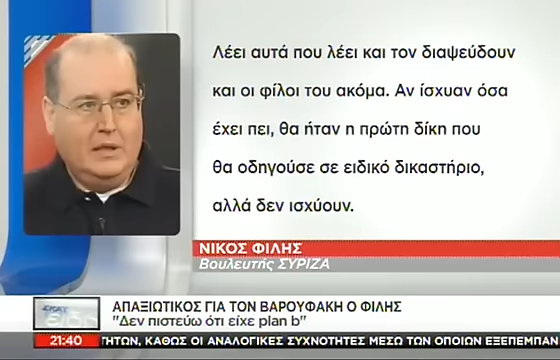 Λέει αυτά που λέει και τον διαψεύδουν
και οι φίλοι του ακόμα. Αν ίσχυαν όσα
έχει πει, θα ήταν η πρώτη δίκη που
θα οδηγούσε σε ειδικό δικαστήριο,
αλλά δεν ισχύουν.
ΝΙΚΟΣ ΦΙΛΗΣ
Βουλευτής ΣΥΡΙΖΑ
ΑΠΑΞΙΩΤΙΚΟΣ ΓΙΑ ΤΟΝ ΒΑΡΟΥΦΑΚΗ Ο ΦΙΛΗΣ
"Δεν πιστεύω ότι είχε plan b"
21:40 ΤΗΤΩΝ, ΚΑΘΩΣ ΟΙ ΑΝΑΛΟΓΙΚΕΣ ΣΥΧΝΟΤΗΤΕΣ ΜΕΣΩ ΤΩΝ ΟΠΟΙΩΝ ΕΞΕΠΕΜΠΑΝ